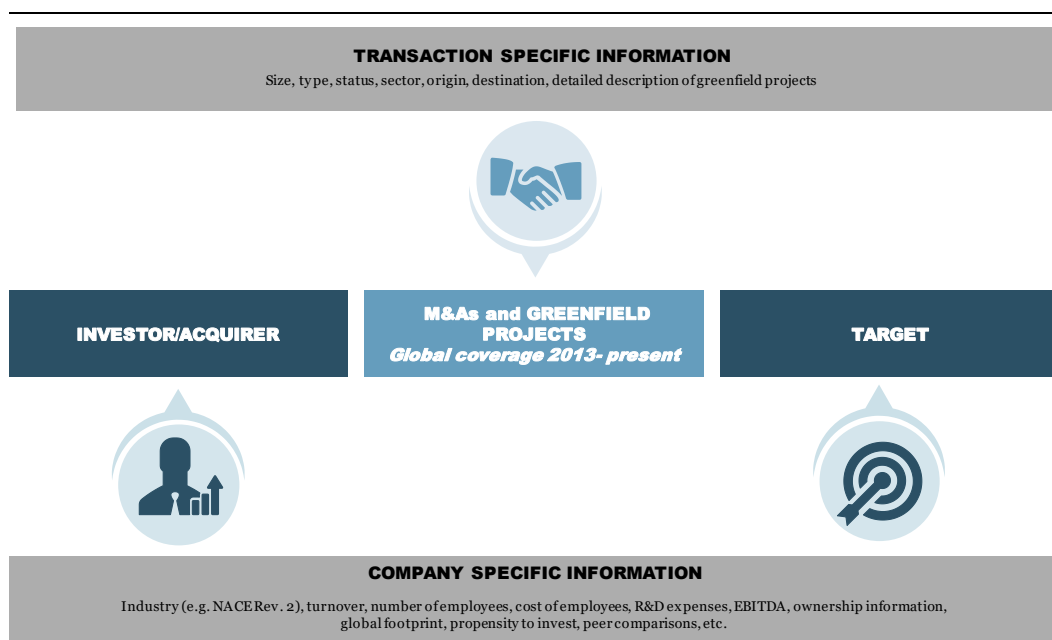 TRANSACTION SPECIFIC INFORMATION
Size, type, status, sector, origin, destination, detailed description of greenfield projects
INVESTOR/ACQUIRER
M&As and GREENFIELD
PROJECTS
Global coverage 2013- present
TARGET
COMPANY SPECIFIC INFORMATION
Industry (e.g. NACE Rev. 2), turnover, number of employees, cost of employees, R&D expenses, EBITDA, ownership information,
global footprint, propensity to invest, peer comparisons, etc.